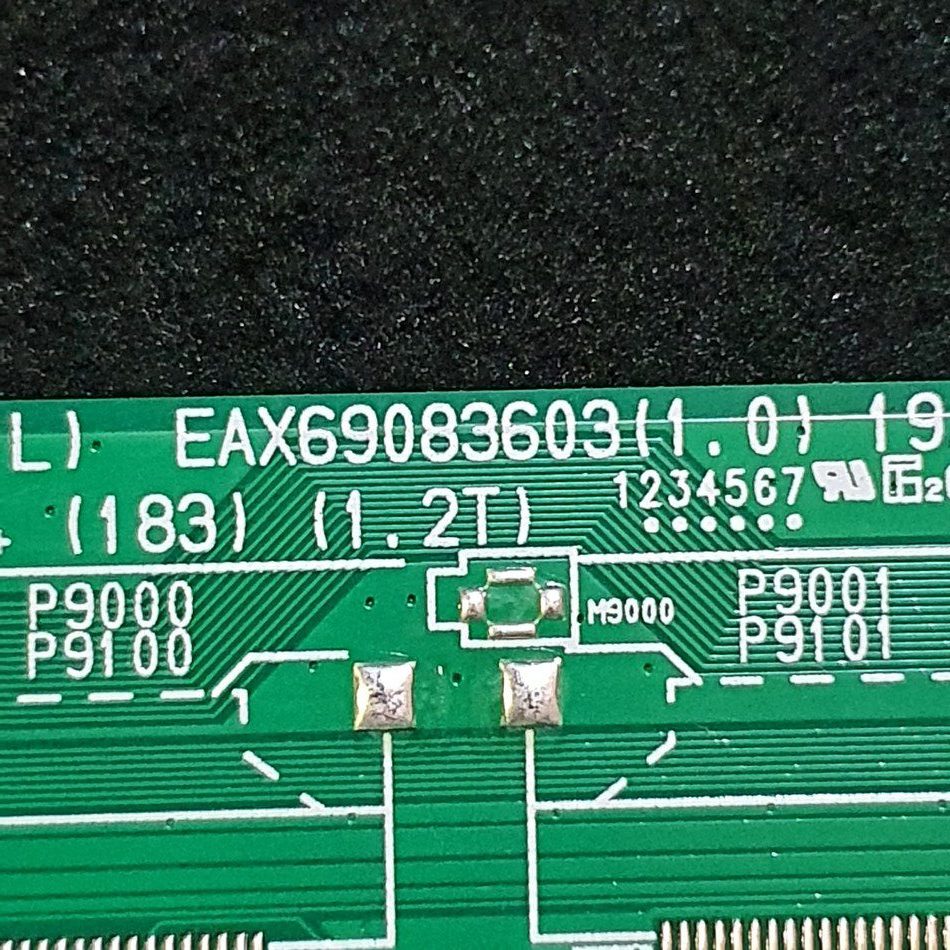 L) EAX69083603(1.0) 19
1234567
(183) (1.2T)
P9000
P9100
M9000
P9001
P9101